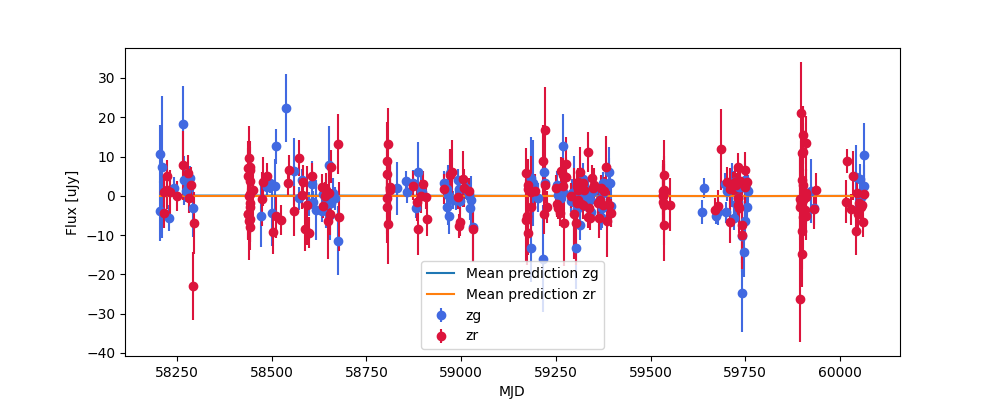 30
20
10
0
−10
−20
−30
−40
Flux [uJy]
Mean prediction zg
Mean prediction zr
zg
zr
58250 58500 58750 59000 59250 59500 59750 60000
MJD